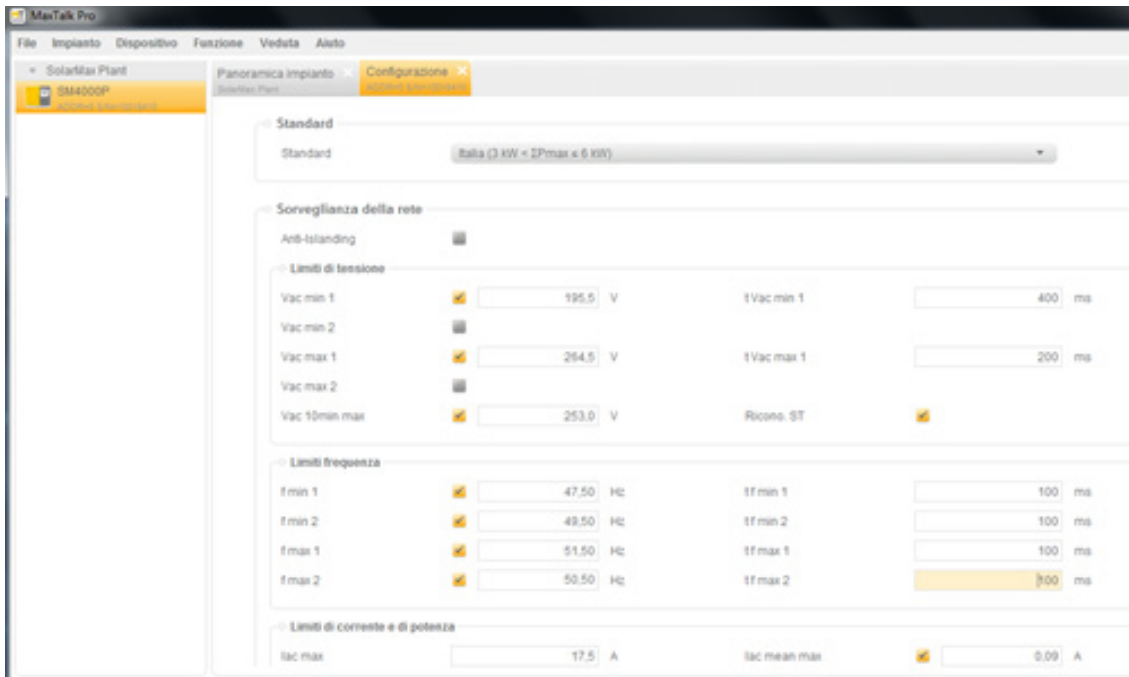 MaxTalk Pro
File Impianto Dispositivo Funzione Veduta Aiuto
SolarMax Plant
SM4000P
Panoramica impianto
SolarMax Plant
Configurazione
Standard
Standard Italia (3 kW < ΣPmax ≤ 6 kW)
Sorveglianza della rete
Anti-Islanding
Limiti di tensione
Vac min 1 195,5 V t Vac min 1 400 ms
Vac min 2
Vac max 1 264,5 V t Vac max 1 200 ms
Vac max 2
Vac 10min max 253,0 V Ricono. ST
Limiti frequenza
f min 1 47,50 Hz t f min 1 100 ms
f min 2 49,50 Hz t f min 2 100 ms
f max 1 51,50 Hz t f max 1 100 ms
f max 2 50,50 Hz t f max 2 100 ms
Limiti di corrente e di potenza
Iac max 17,5 A Iac mean max 0,09 A